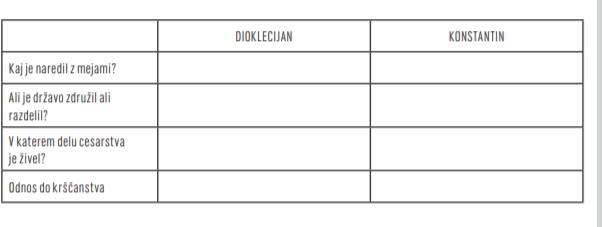 DIOKLECIJAN KONSTANTIN
Kaj je naredil z mejami?
Ali je državo združil ali
razdelil?
V katerem delu cesarstva
je živel?
Odnos do krščanstva